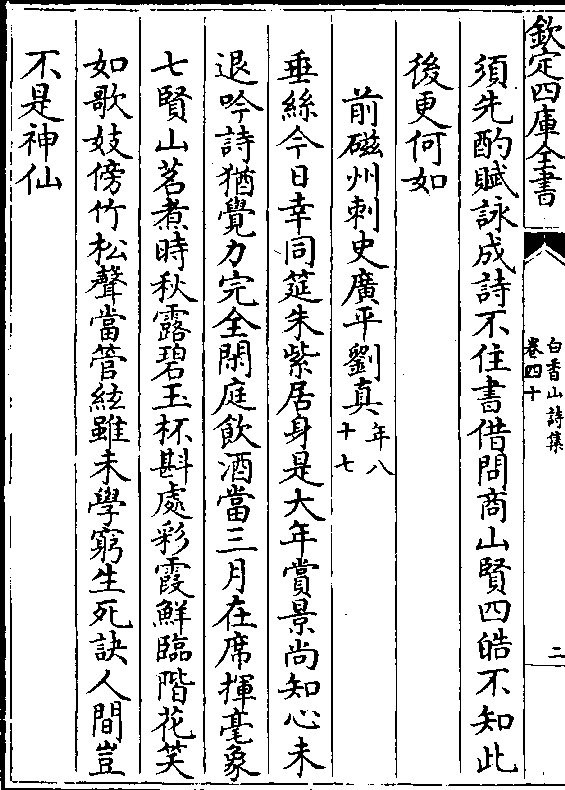 欽定四庫全書
白香山詩集
卷四十
二
須先酌賦詠成詩不住書借問商山賢四皓不知此
後更何如
前磁州刺史廣平劉真年八
十七
垂絲今日幸同筵朱紫居身是大年賞景尚知心未
退吟詩猶覺力完全閑庭飲酒當三月在席揮毫象
七賢山茗煮時秋露碧玉杯斟處彩霞鮮臨階花笑
如歌妓傍竹松聲當管絃雖未學窮生死訣人間豈
不是神仙